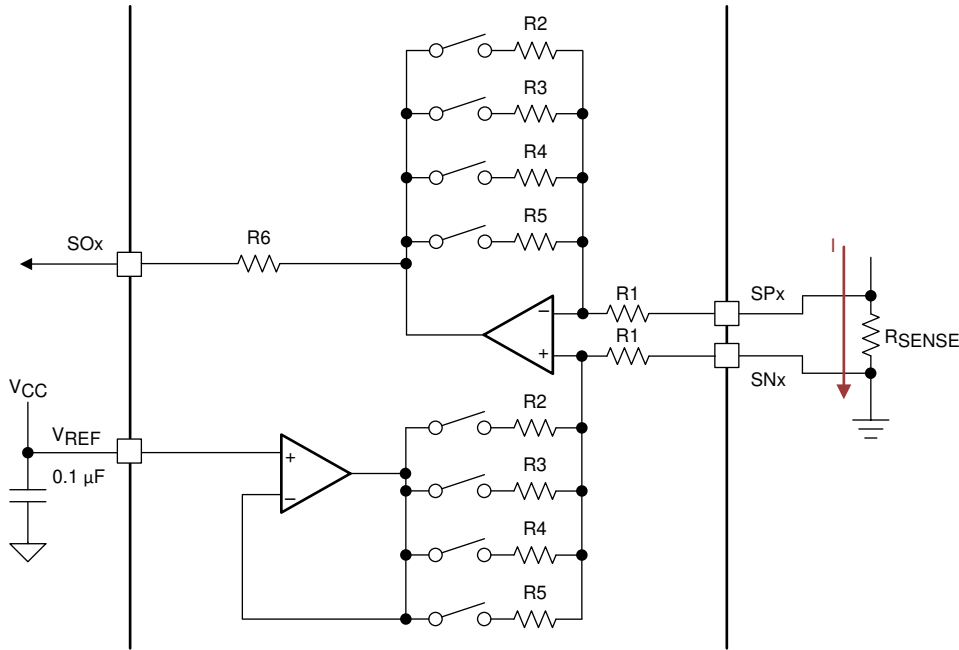 R2
R3
R4
R5
SOx
R6
I
R1
SPx
−
R1
+
RSENSE
SNx
VCC
VREF
0.1 µF
+
−
R2
R3
R4
R5